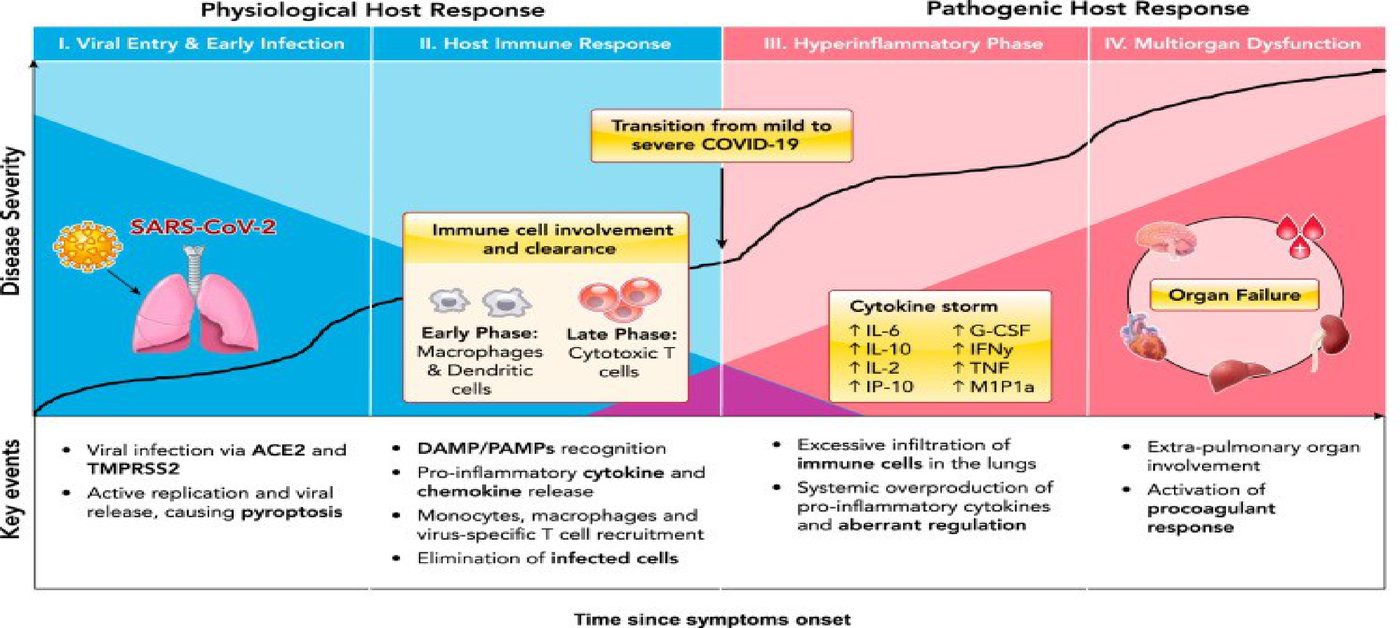 Physiological Host Response
Pathogenic Host Response
I. Viral Entry & Early Infection
II. Host Immune Response
III. Hyperinflammatory Phase
IV. Multiorgan Dysfunction
Disease Severity
SARS-CoV-2
Immune cell involvement
and clearance
Early Phase:
Macrophages
& Dendritic
cells
Late Phase:
Cytotoxic T
cells
Transition from mild to
severe COVID-19
Cytokine storm
↑ IL-6
↑ IL-10
↑ IL-2
↑ IP-10
↑ G-CSF
↑ IFNy
↑ TNF
↑ M1P1a
Organ Failure
Key events
• Viral infection via ACE2 and
TMPRSS2
• Active replication and viral
release, causing pyroptosis
• DAMP/PAMPs recognition
• Pro-inflammatory cytokine and
chemokine release
• Monocytes, macrophages and
virus-specific T cell recruitment
• Elimination of infected cells
• Excessive infiltration of
immune cells in the lungs
• Systemic overproduction of
pro-inflammatory cytokines
and aberrant regulation
• Extra-pulmonary organ
involvement
• Activation of
procoagulant
response
Time since symptoms onset